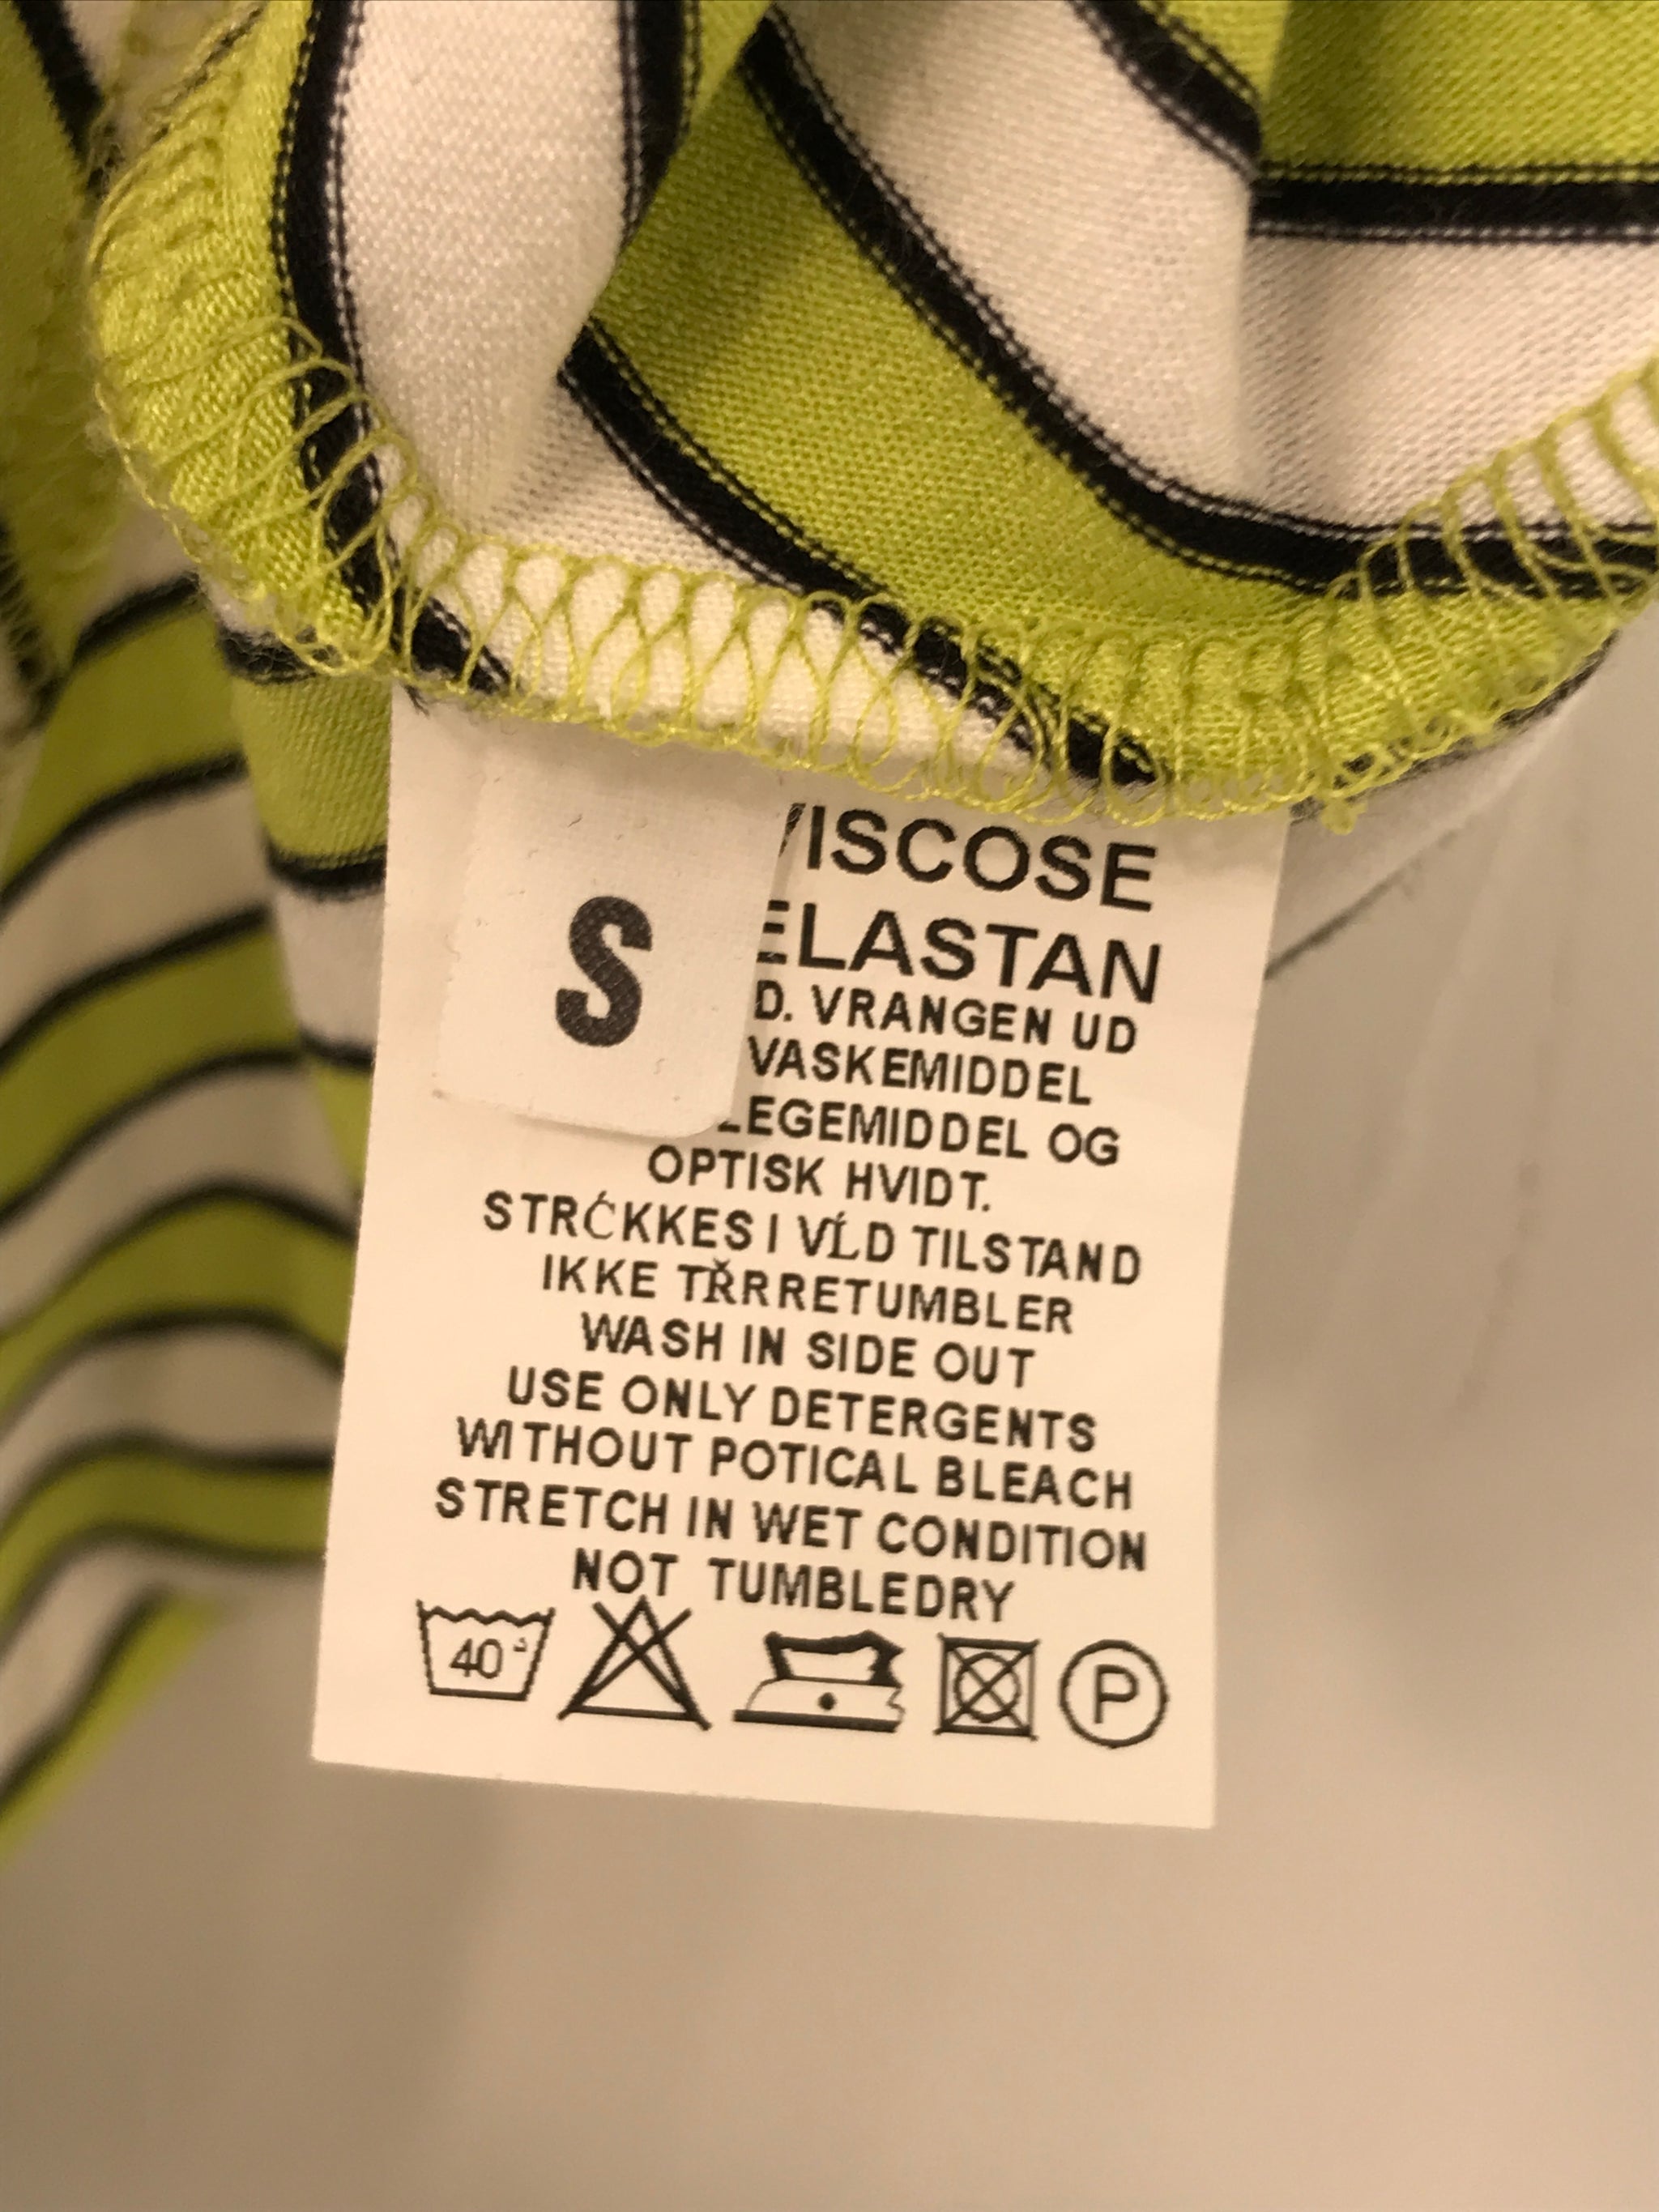 S
VISCOSE
ELASTAN
D. VRANGEN UD
VASKEMIDDEL
LEGEMIDDEL OG
OPTISK HVIDT.
STRĆKKES I VĹD TILSTAND
IKKE TŘRRETUMBLER
WASH IN SIDE OUT
USE ONLY DETERGENTS
WITHOUT POTICAL BLEACH
STRETCH IN WET CONDITION
NOT TUMBLEDRY
40° P